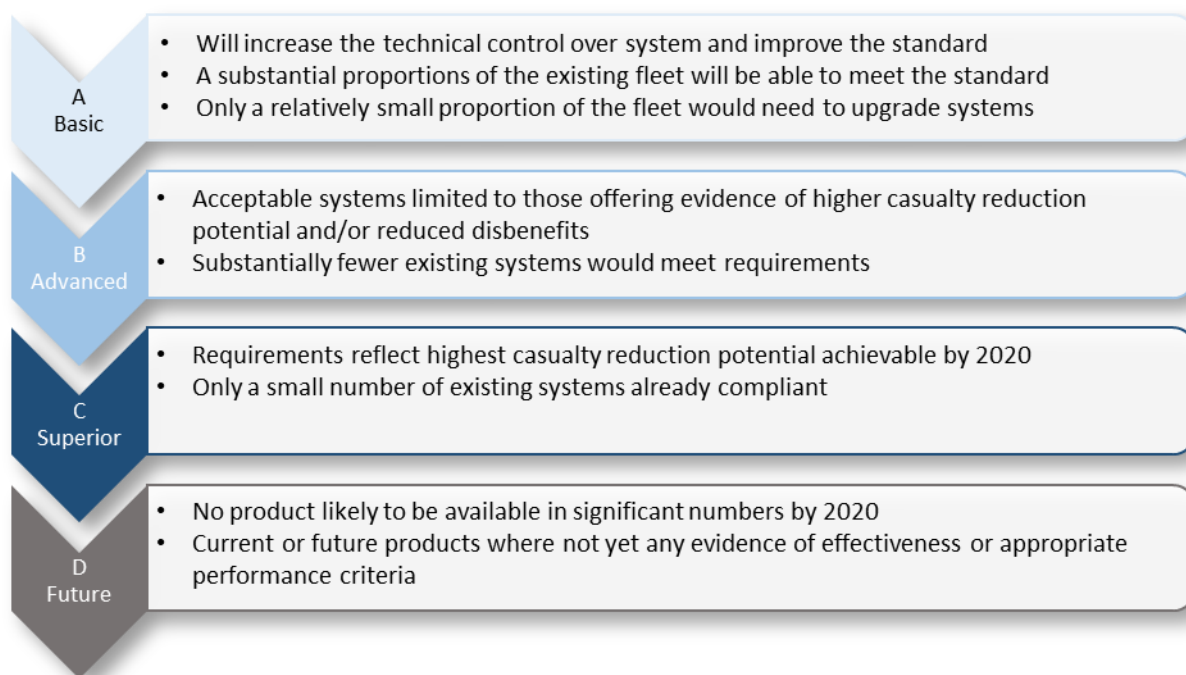 A
Basic
• Will increase the technical control over system and improve the standard
• A substantial proportions of the existing fleet will be able to meet the standard
• Only a relatively small proportion of the fleet would need to upgrade systems
B
Advanced
• Acceptable systems limited to those offering evidence of higher casualty reduction
potential and/or reduced disbenefits
• Substantially fewer existing systems would meet requirements
C
Superior
• Requirements reflect highest casualty reduction potential achievable by 2020
• Only a small number of existing systems already compliant
D
Future
• No product likely to be available in significant numbers by 2020
• Current or future products where not yet any evidence of effectiveness or appropriate
performance criteria